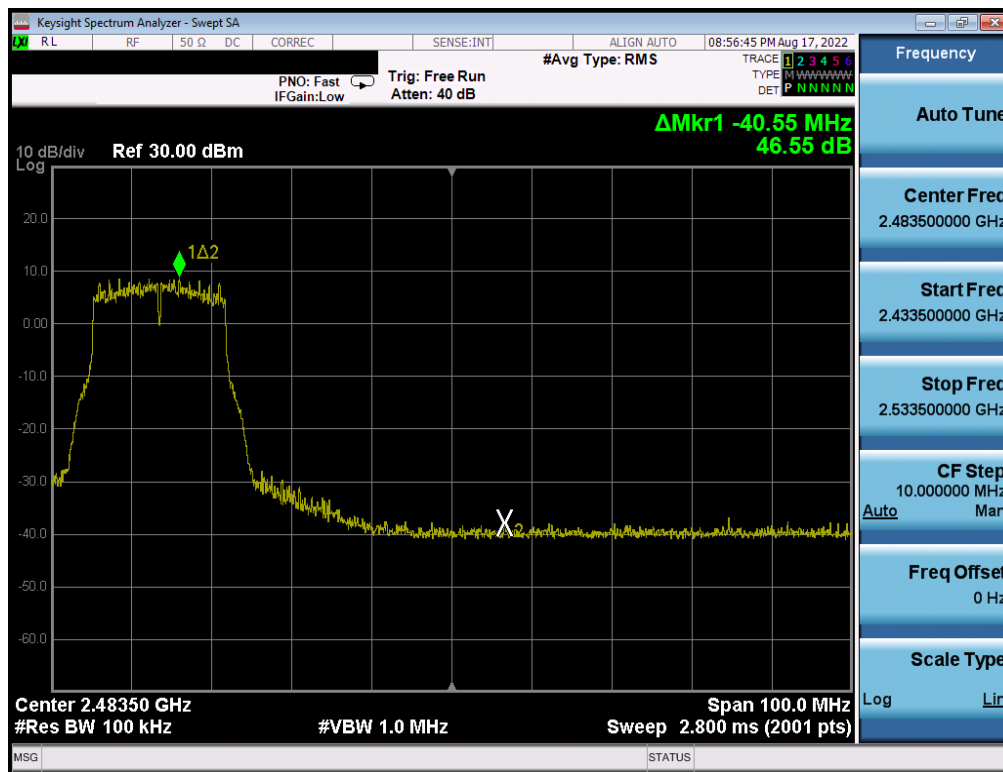 Keysight Spectrum Analyzer - Swept SA
LXI RL RF 50 Ω DC CORREC SENSE:INT ALIGN AUTO 08:56:45 PM Aug 17, 2022
PNO: Fast
IFGain:Low
Trig: Free Run
Atten: 40 dB
#Avg Type: RMS
TRACE 1 2 3 4 5 6
TYPE M WWWWW
DET P N N N N N
ΔMkr1 -40.55 MHz
46.55 dB
10 dB/div
Log
Ref 30.00 dBm
20.0
10.0
0.00
-10.0
-20.0
-30.0
-40.0
-50.0
-60.0
1Δ2
X2
Center 2.48350 GHz
#Res BW 100 kHz
#VBW 1.0 MHz
Span 100.0 MHz
Sweep 2.800 ms (2001 pts)
MSG
STATUS
Frequency
Auto Tune
Center Freq
2.483500000 GHz
Start Freq
2.433500000 GHz
Stop Freq
2.533500000 GHz
CF Step
10.000000 MHz
Auto Man
Freq Offset
0 Hz
Scale Type
Log Lin